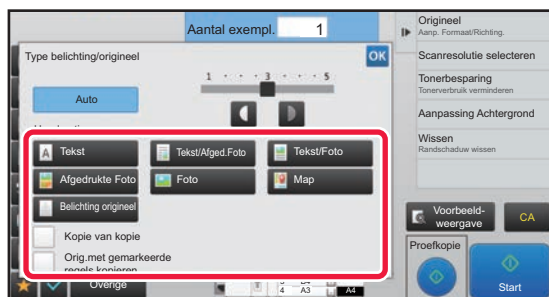 Aantal exempl. 1
Type belichting/origineel
OK
1 · · · 3 · · · 5
Auto
Tekst
Tekst/Afged.Foto
Tekst/Foto
Afgedrukte Foto
Foto
Map
Belichting origineel
Kopie van kopie
Orig.met gemarkeerde
regels kopiëren
Overige
4 A3
A4
Origineel
Aanp. Formaat/Richting.
Scanresolutie selecteren
Tonerbesparing
Tonerverbruik verminderen
Aanpassing Achtergrond
Wissen
Randschaduw wissen
Voorbeeld-
weergave
CA
Proefkopie
Start